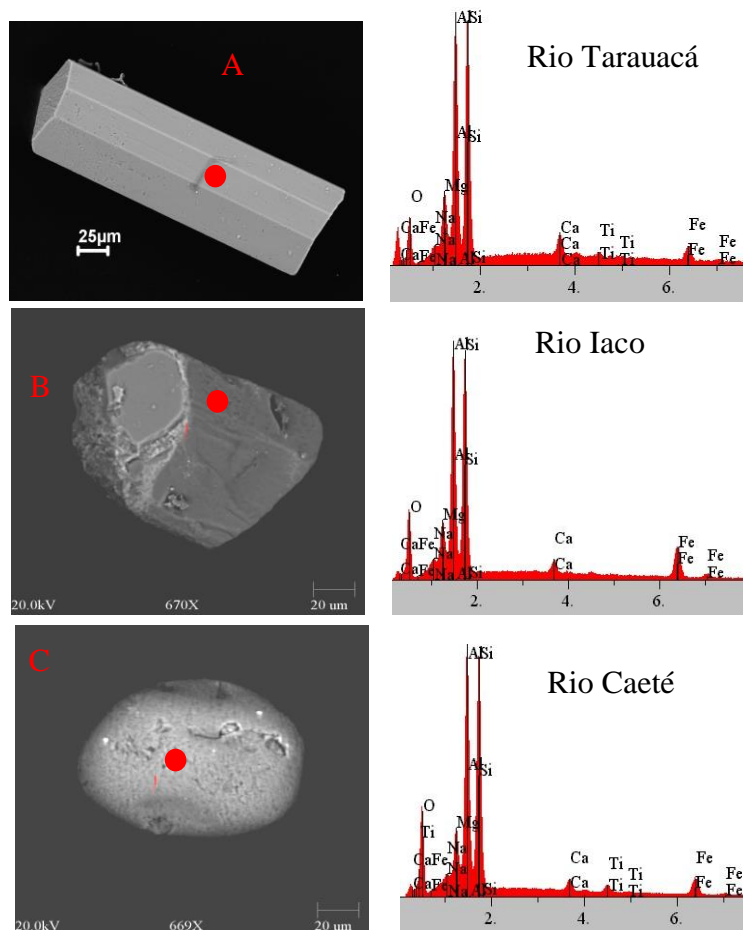 A
25µm
Rio Tarauacá
Al Si
Al Si
O
Mg
CaFe Na
Na
CaFe Na Al Si
Ca
Ca
Ca
Ti
Ti
Ti
Ti
Fe
Fe
Fe
Fe
2. 4. 6.
B
20.0kV 670X 20 um
Rio Iaco
Al Si
Al Si
O
Mg
CaFe Na
Na
CaFe Na Al Si
Ca
Ca
Fe
Fe
Fe
Fe
2. 4. 6.
C
20.0kV 669X 20 um
Rio Caeté
Al Si
Al Si
O
Ti
Mg
CaFe Na
Na
CaFe Na Al Si
Ca
Ca
Ti
Ti
Ti
Ti
Fe
Fe
Fe
Fe
2. 4. 6.